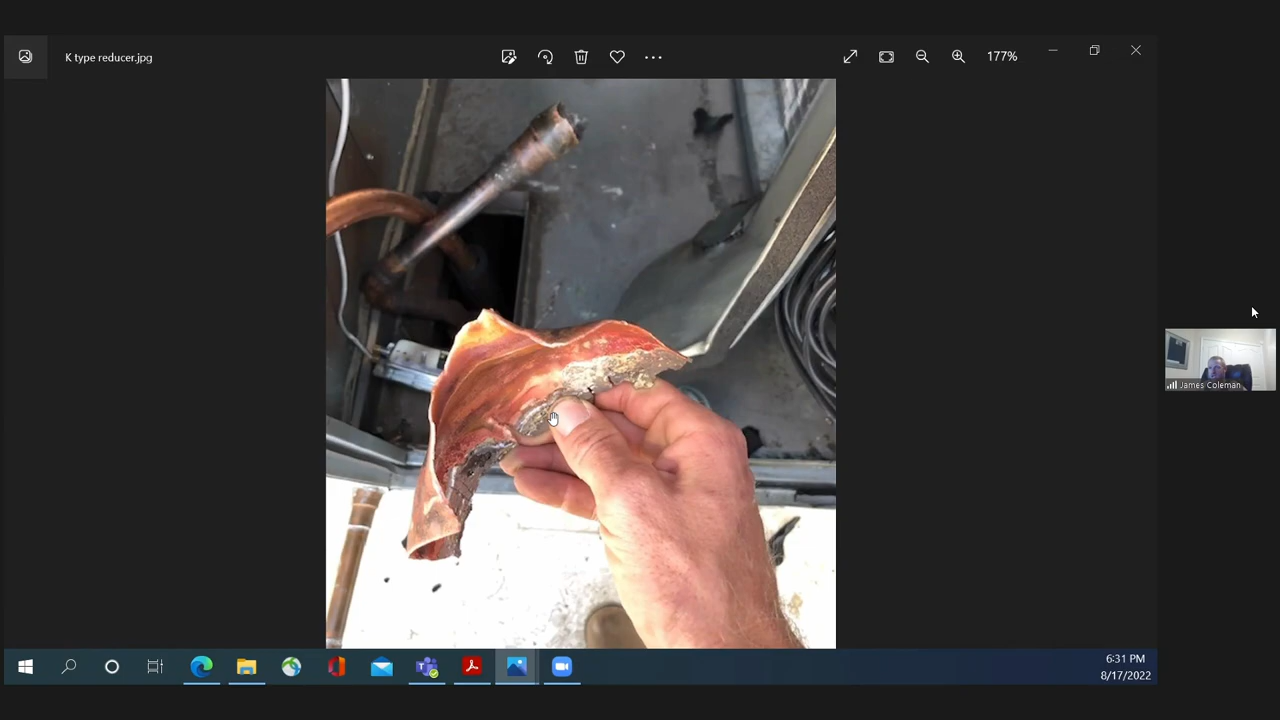 K type reducer.jpg
177%
James Coleman
6:31 PM
8/17/2022